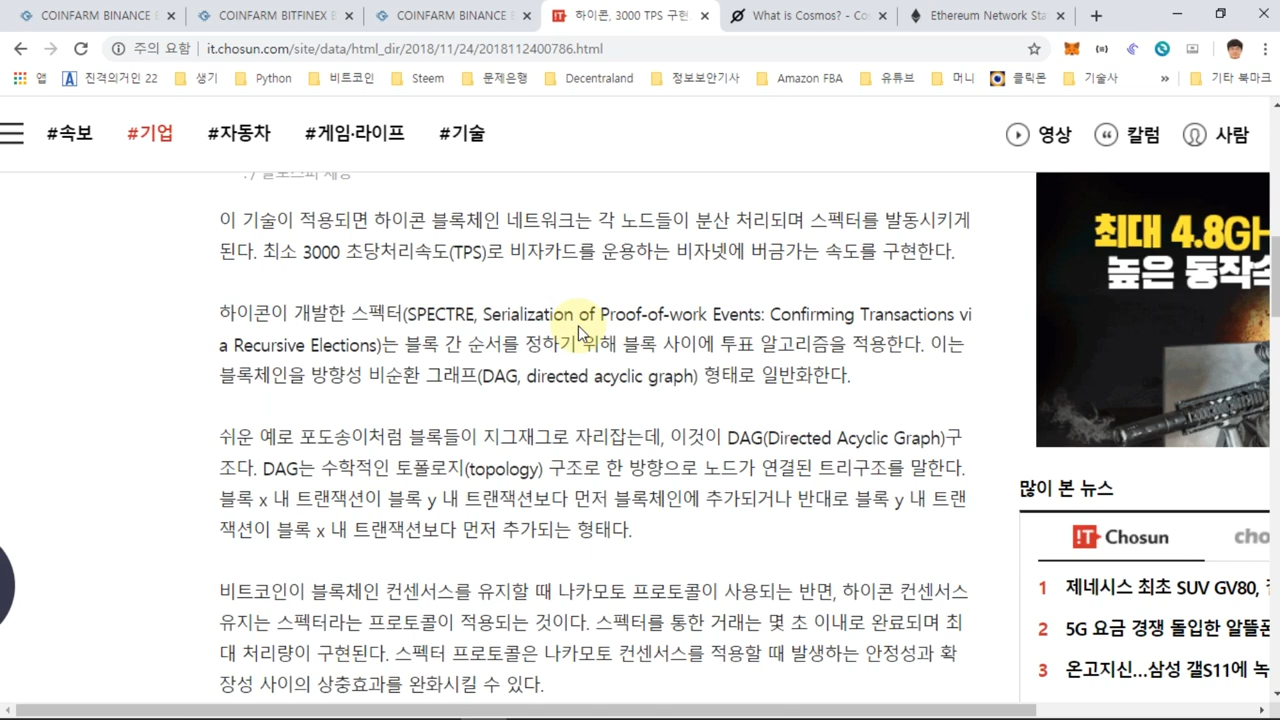 COINFARM BINANCE E
COINFARM BITFINEX E
COINFARM BINANCE E
하이콘, 3000 TPS 구현
What is Cosmos? - Co
Ethereum Network Sta
주의 요함
it.chosun.com/site/data/html_dir/2018/11/24/2018112400786.html
앱
진격의거인 22
생기
Python
비트코인
Steem
문제은행
Decentraland
정보보안기사
Amazon FBA
유튜브
머니
클릭몬
기술사
»
기타 북마크
#속보
#기업
#자동차
#게임·라이프
#기술
영상
칼럼
사람
이 기술이 적용되면 하이콘 블록체인 네트워크는 각 노드들이 분산 처리되며 스펙터를 발동시키게
된다. 최소 3000 초당처리속도(TPS)로 비자카드를 운용하는 비자넷에 버금가는 속도를 구현한다.
하이콘이 개발한 스펙터(SPECTRE, Serialization of Proof-of-work Events: Confirming Transactions vi
a Recursive Elections)는 블록 간 순서를 정하기 위해 블록 사이에 투표 알고리즘을 적용한다. 이는
블록체인을 방향성 비순환 그래프(DAG, directed acyclic graph) 형태로 일반화한다.
쉬운 예로 포도송이처럼 블록들이 지그재그로 자리잡는데, 이것이 DAG(Directed Acyclic Graph)구
조다. DAG는 수학적인 토폴로지(topology) 구조로 한 방향으로 노드가 연결된 트리구조를 말한다.
블록 x 내 트랜잭션이 블록 y 내 트랜잭션보다 먼저 블록체인에 추가되거나 반대로 블록 y 내 트랜
잭션이 블록 x 내 트랜잭션보다 먼저 추가되는 형태다.
비트코인이 블록체인 컨센서스를 유지할 때 나카모토 프로토콜이 사용되는 반면, 하이콘 컨센서스
유지는 스펙터라는 프로토콜이 적용되는 것이다. 스펙터를 통한 거래는 몇 초 이내로 완료되며 최
대 처리량이 구현된다. 스펙터 프로토콜은 나카모토 컨센서스를 적용할 때 발생하는 안정성과 확
장성 사이의 상충효과를 완화시킬 수 있다.
최대 4.8GH
높은 동작속
많이 본 뉴스
IT Chosun
cho
1 제네시스 최초 SUV GV80,
2 5G 요금 경쟁 돌입한 알뜰폰
3 온고지신...삼성 갤S11에 녹